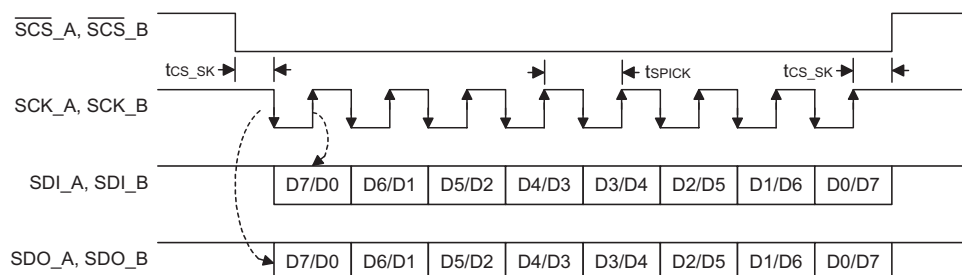 S̅C̅S̅_A, S̅C̅S̅_B
tCS_SK tSPICK tCS_SK
SCK_A, SCK_B
SDI_A, SDI_B D7/D0 D6/D1 D5/D2 D4/D3 D3/D4 D2/D5 D1/D6 D0/D7
SDO_A, SDO_B D7/D0 D6/D1 D5/D2 D4/D3 D3/D4 D2/D5 D1/D6 D0/D7